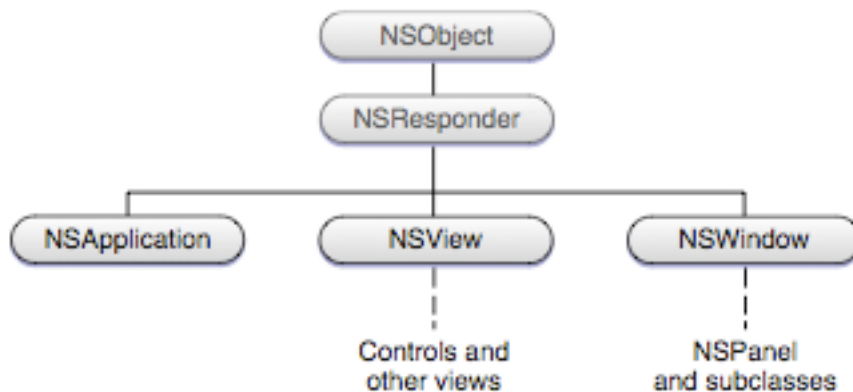 NSObject
NSResponder
NSApplication
NSView
NSWindow
Controls and
other views
NSPanel
and subclasses